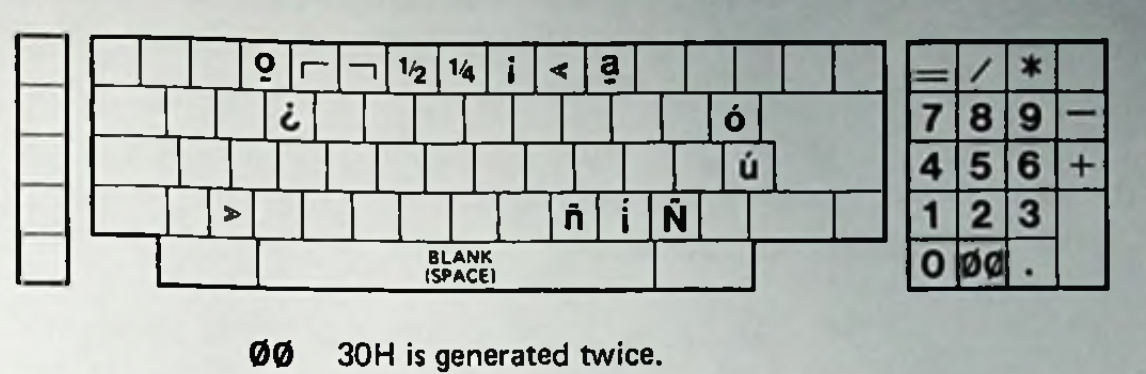 º ⌐ ¬ ½ ¼ ¡ « ª = / *
¿ ó 7 8 9 −
ú 4 5 6 +
» ñ í Ñ 1 2 3
BLANK
(SPACE) 0 ØØ .
ØØ 30H is generated twice.